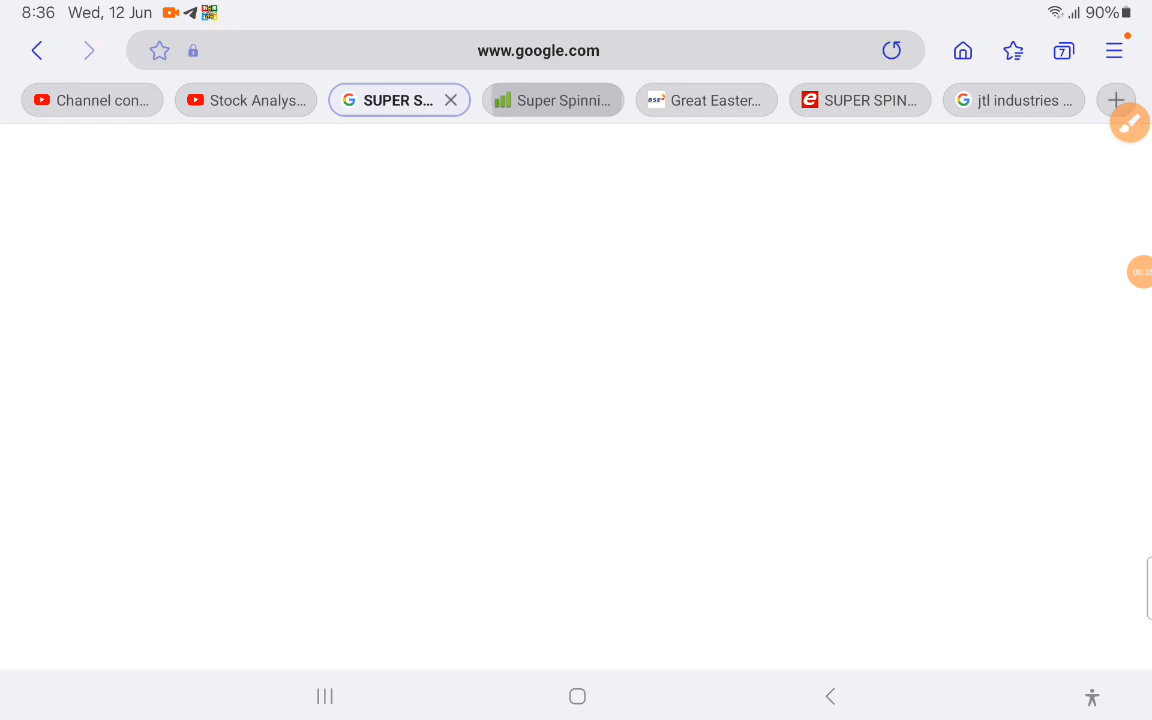 8:36 Wed, 12 Jun 90%
www.google.com 7
Channel con... Stock Analys... SUPER S... Super Spinni... BSE Great Easter... SUPER SPIN... jtl industries ...